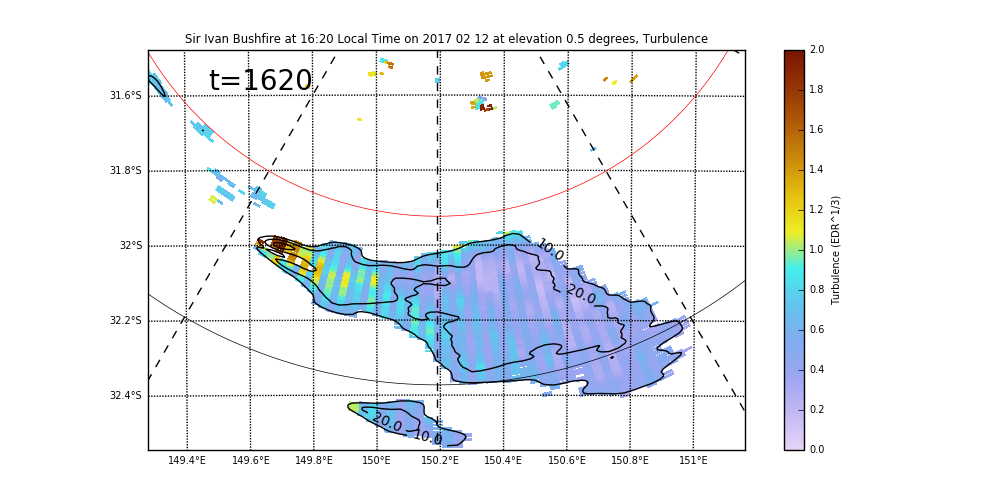 Sir Ivan Bushfire at 16:20 Local Time on 2017 02 12 at elevation 0.5 degrees, Turbulence
t=1620
31.6°S
31.8°S
32°S
32.2°S
32.4°S
10.0
20.0
20.0
10.0
149.4°E 149.6°E 149.8°E 150°E 150.2°E 150.4°E 150.6°E 150.8°E 151°E
2.0
1.8
1.6
1.4
1.2
1.0
0.8
0.6
0.4
0.2
0.0
Turbulence (EDR^1/3)